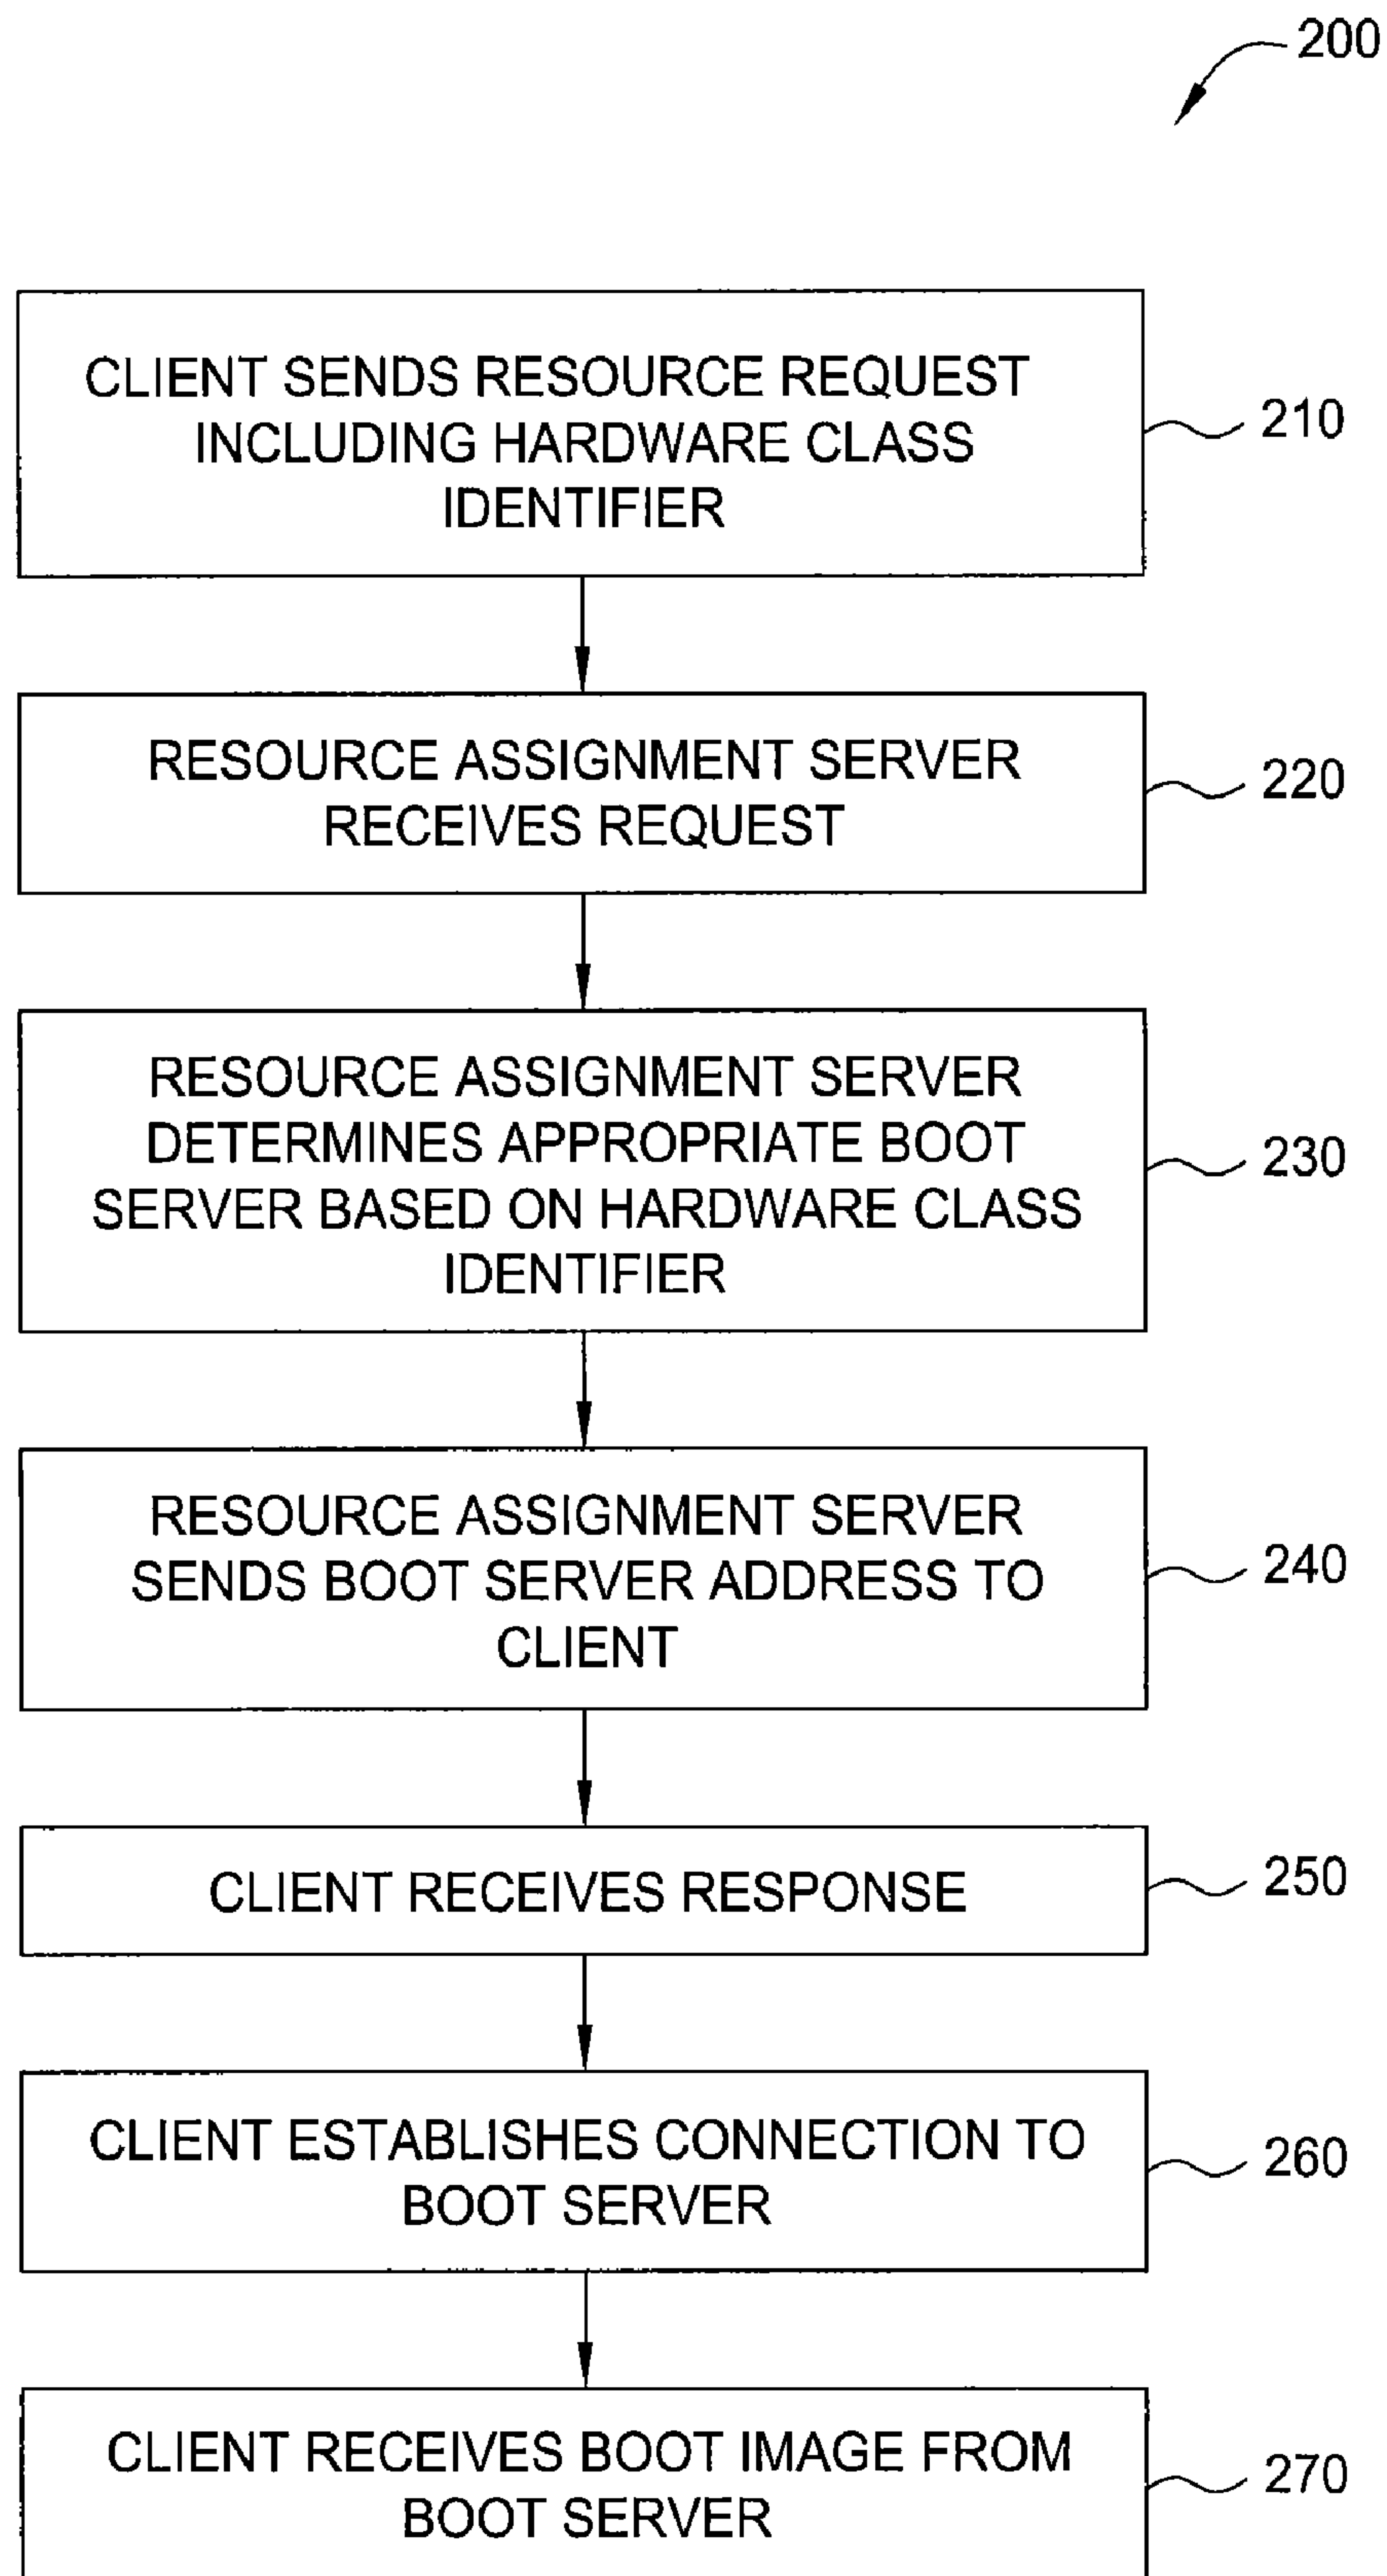 200
CLIENT SENDS RESOURCE REQUEST
INCLUDING HARDWARE CLASS
IDENTIFIER
210
RESOURCE ASSIGNMENT SERVER
RECEIVES REQUEST
220
RESOURCE ASSIGNMENT SERVER
DETERMINES APPROPRIATE BOOT
SERVER BASED ON HARDWARE CLASS
IDENTIFIER
230
RESOURCE ASSIGNMENT SERVER
SENDS BOOT SERVER ADDRESS TO
CLIENT
240
CLIENT RECEIVES RESPONSE
250
CLIENT ESTABLISHES CONNECTION TO
BOOT SERVER
260
CLIENT RECEIVES BOOT IMAGE FROM
BOOT SERVER
270